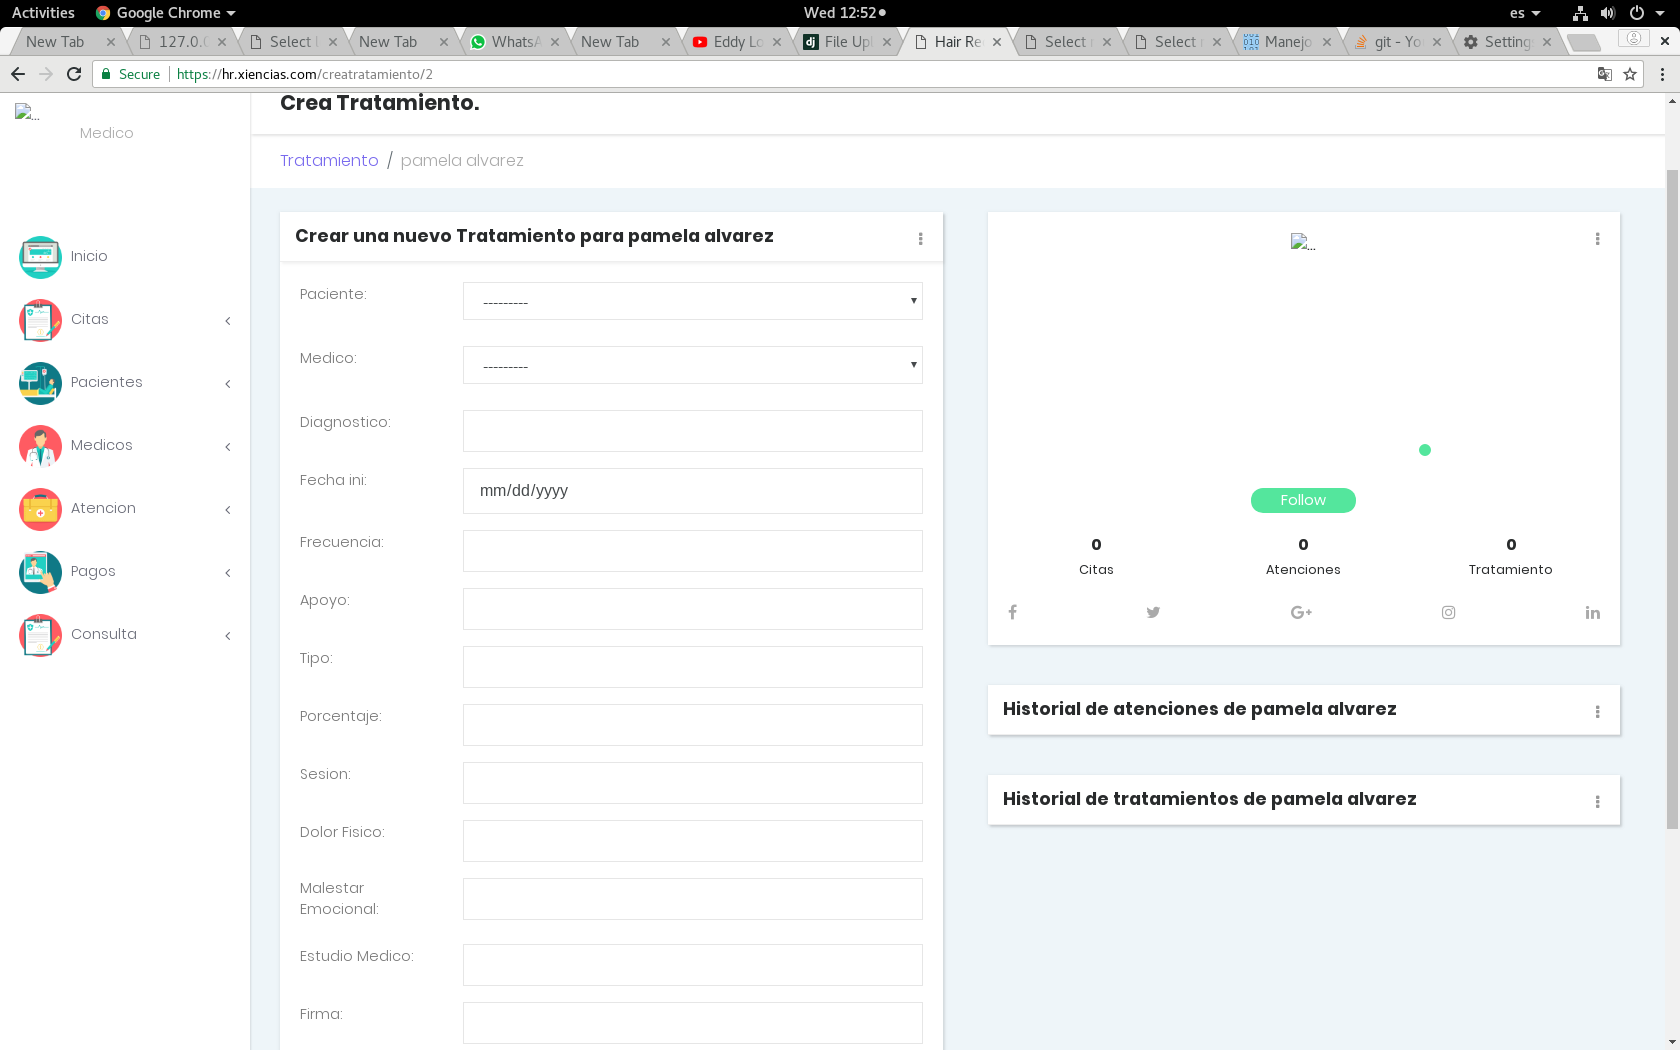 Activities Google Chrome Wed 12:52 es
New Tab 127.0. Select New Tab WhatsA New Tab Eddy Lo File Upl Hair Re Select Select Manejo git - Yo Setting
Secure https://hr.xiencias.com/creatratamiento/2
...
Medico
Crea Tratamiento.
Tratamiento / pamela alvarez
Inicio
Citas
Pacientes
Medicos
Atencion
Pagos
Consulta
Crear una nuevo Tratamiento para pamela alvarez
Paciente: ---------
Medico: ---------
Diagnostico:
Fecha ini: mm/dd/yyyy
Frecuencia:
Apoyo:
Tipo:
Porcentaje:
Sesion:
Dolor Fisico:
Malestar
Emocional:
Estudio Medico:
Firma:
...
Follow
0 0 0
Citas Atenciones Tratamiento
Historial de atenciones de pamela alvarez
Historial de tratamientos de pamela alvarez